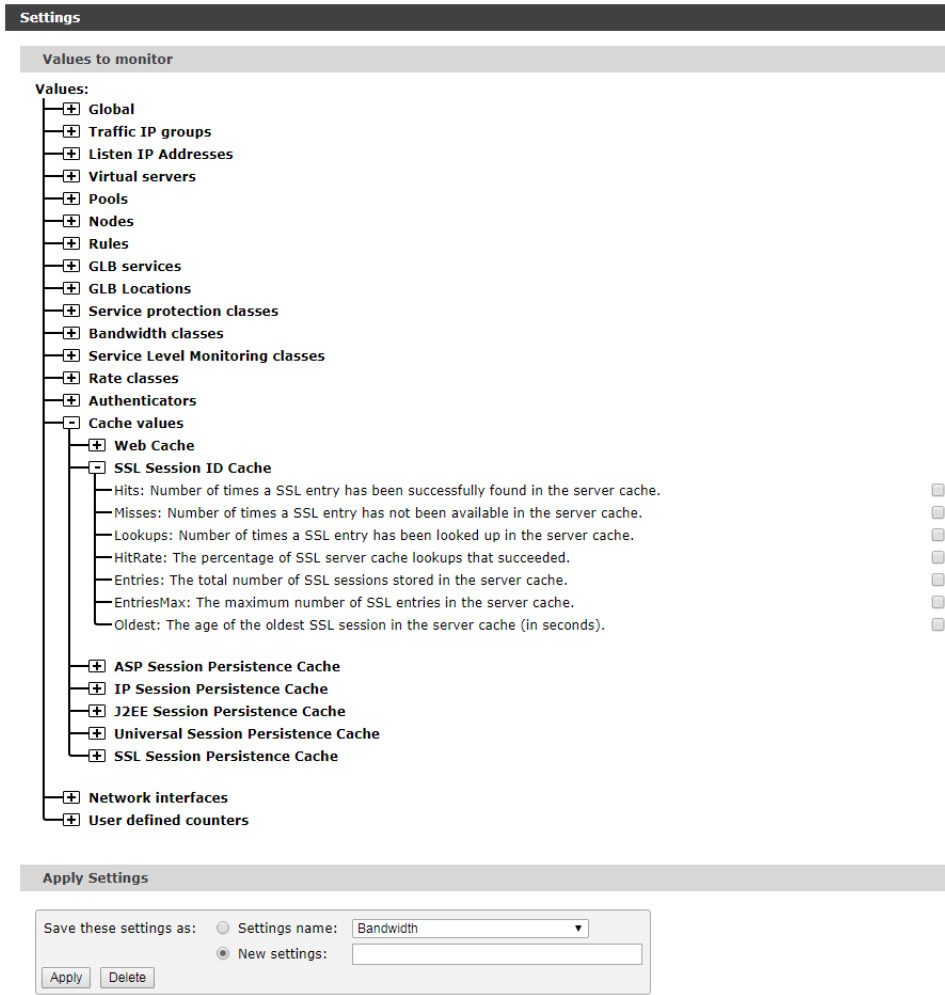 Settings
Values to monitor
Values:
Global
Traffic IP groups
Listen IP Addresses
Virtual servers
Pools
Nodes
Rules
GLB services
GLB Locations
Service protection classes
Bandwidth classes
Service Level Monitoring classes
Rate classes
Authenticators
Cache values
Web Cache
SSL Session ID Cache
Hits: Number of times a SSL entry has been successfully found in the server cache.
Misses: Number of times a SSL entry has not been available in the server cache.
Lookups: Number of times a SSL entry has been looked up in the server cache.
HitRate: The percentage of SSL server cache lookups that succeeded.
Entries: The total number of SSL sessions stored in the server cache.
EntriesMax: The maximum number of SSL entries in the server cache.
Oldest: The age of the oldest SSL session in the server cache (in seconds).
ASP Session Persistence Cache
IP Session Persistence Cache
J2EE Session Persistence Cache
Universal Session Persistence Cache
SSL Session Persistence Cache
Network interfaces
User defined counters
Apply Settings
Save these settings as: Settings name: Bandwidth
New settings:
Apply Delete